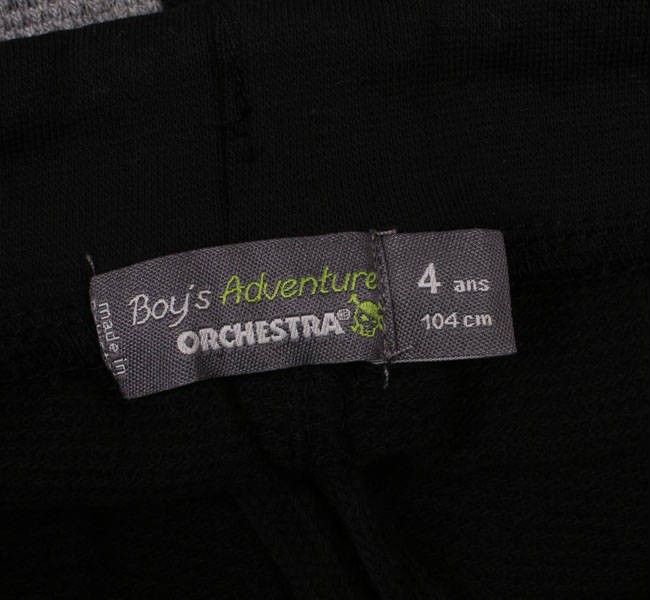 Boy's Adventure
ORCHESTRA®
4 ans
104 cm
made in